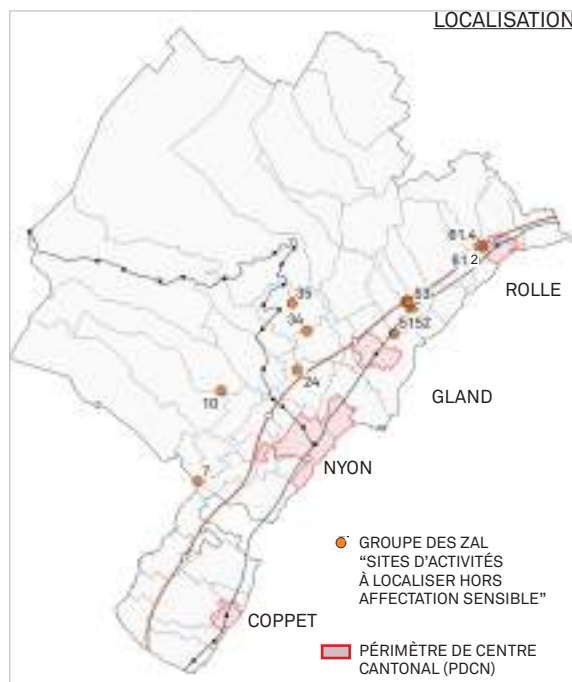 LOCALISATION
61.4
61.2
ROLLE
53
5152
35
34
24
10
GLAND
7
NYON
GROUPE DES ZAL
“SITES D’ACTIVITÉS
À LOCALISER HORS
AFFECTATION SENSIBLE”
COPPET
PÉRIMÈTRE DE CENTRE
CANTONAL (PDCN)